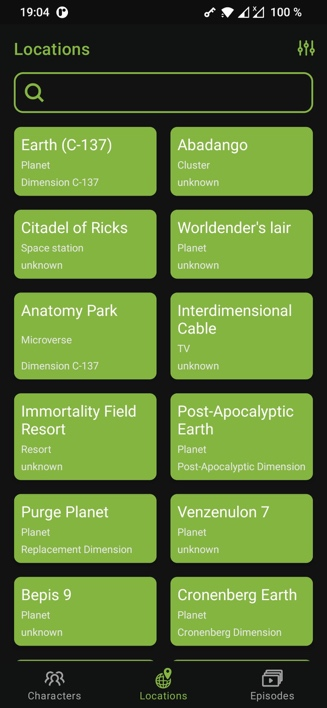 19:04
100 %
Locations
Earth (C-137)
Planet
Dimension C-137
Abadango
Cluster
unknown
Citadel of Ricks
Space station
unknown
Worldender's lair
Planet
unknown
Anatomy Park
Microverse
Dimension C-137
Interdimensional
Cable
TV
unknown
Immortality Field
Resort
Resort
unknown
Post-Apocalyptic
Earth
Planet
Post-Apocalyptic Dimension
Purge Planet
Planet
Replacement Dimension
Venzenulon 7
Planet
unknown
Bepis 9
Planet
unknown
Cronenberg Earth
Planet
Cronenberg Dimension
Characters
Locations
Episodes